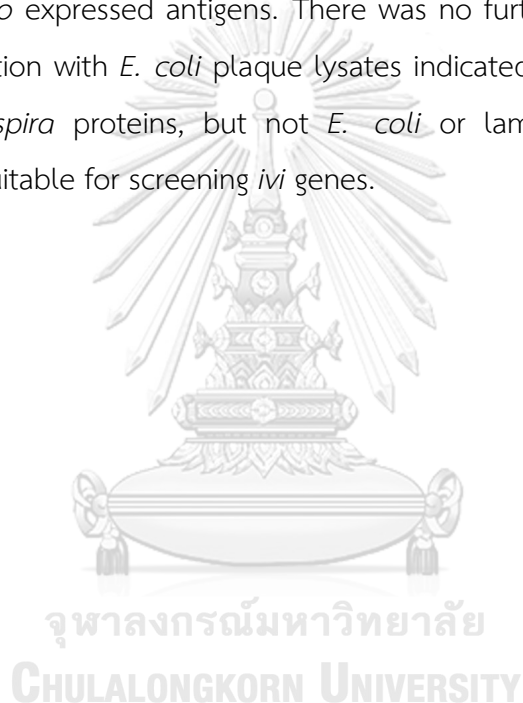 o expressed antigens. There was no furt
tion with E. coli plaque lysates indicated
spira proteins, but not E. coli or lam
uitable for screening ivi genes.
จุฬาลงกรณ์มหาวิทยาลัย
CHULALONGKORN UNIVERSITY